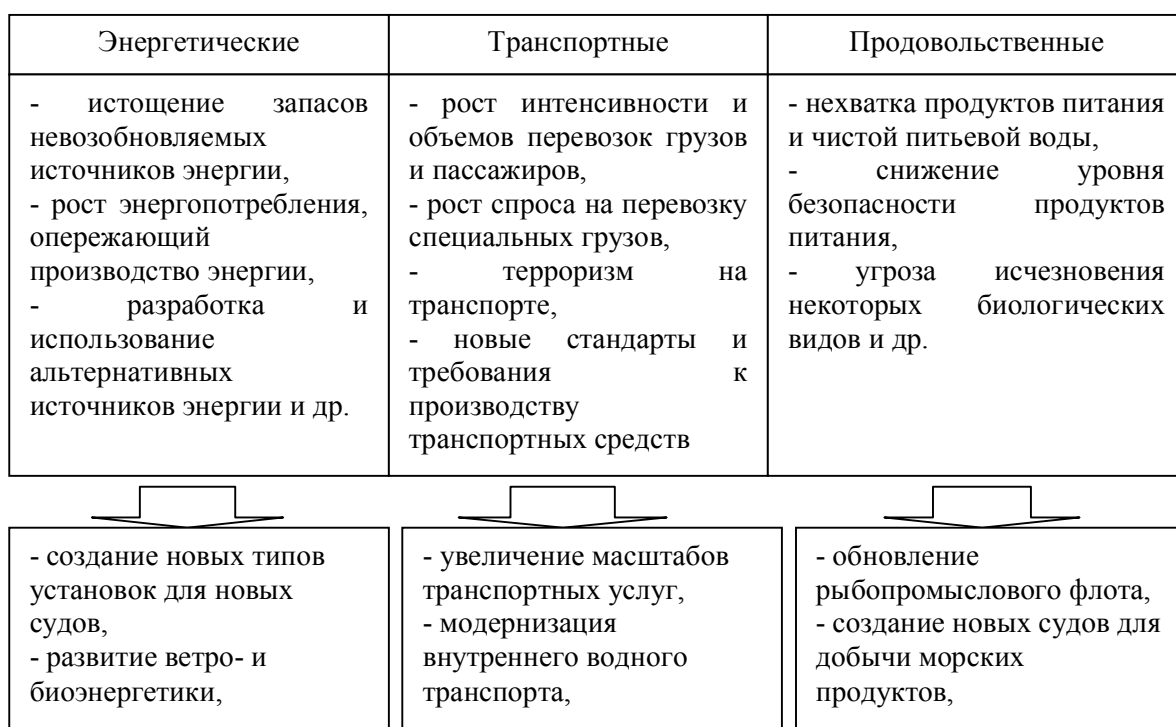 Энергетические
Транспортные
Продовольственные
- истощение запасов
невозобновляемых
источников энергии,
- рост энергопотребления,
опережающий
производство энергии,
- разработка и
использование
альтернативных
источников энергии и др.
- рост интенсивности и
объемов перевозок грузов
и пассажиров,
- рост спроса на перевозку
специальных грузов,
- терроризм на
транспорте,
- новые стандарты и
требования к
производству
транспортных средств
- нехватка продуктов питания
и чистой питьевой воды,
- снижение уровня
безопасности продуктов
питания,
- угроза исчезновения
некоторых биологических
видов и др.
- создание новых типов
установок для новых
судов,
- развитие ветро- и
биоэнергетики,
- увеличение масштабов
транспортных услуг,
- модернизация
внутреннего водного
транспорта,
- обновление
рыбопромыслового флота,
- создание новых судов для
добычи морских
продуктов,